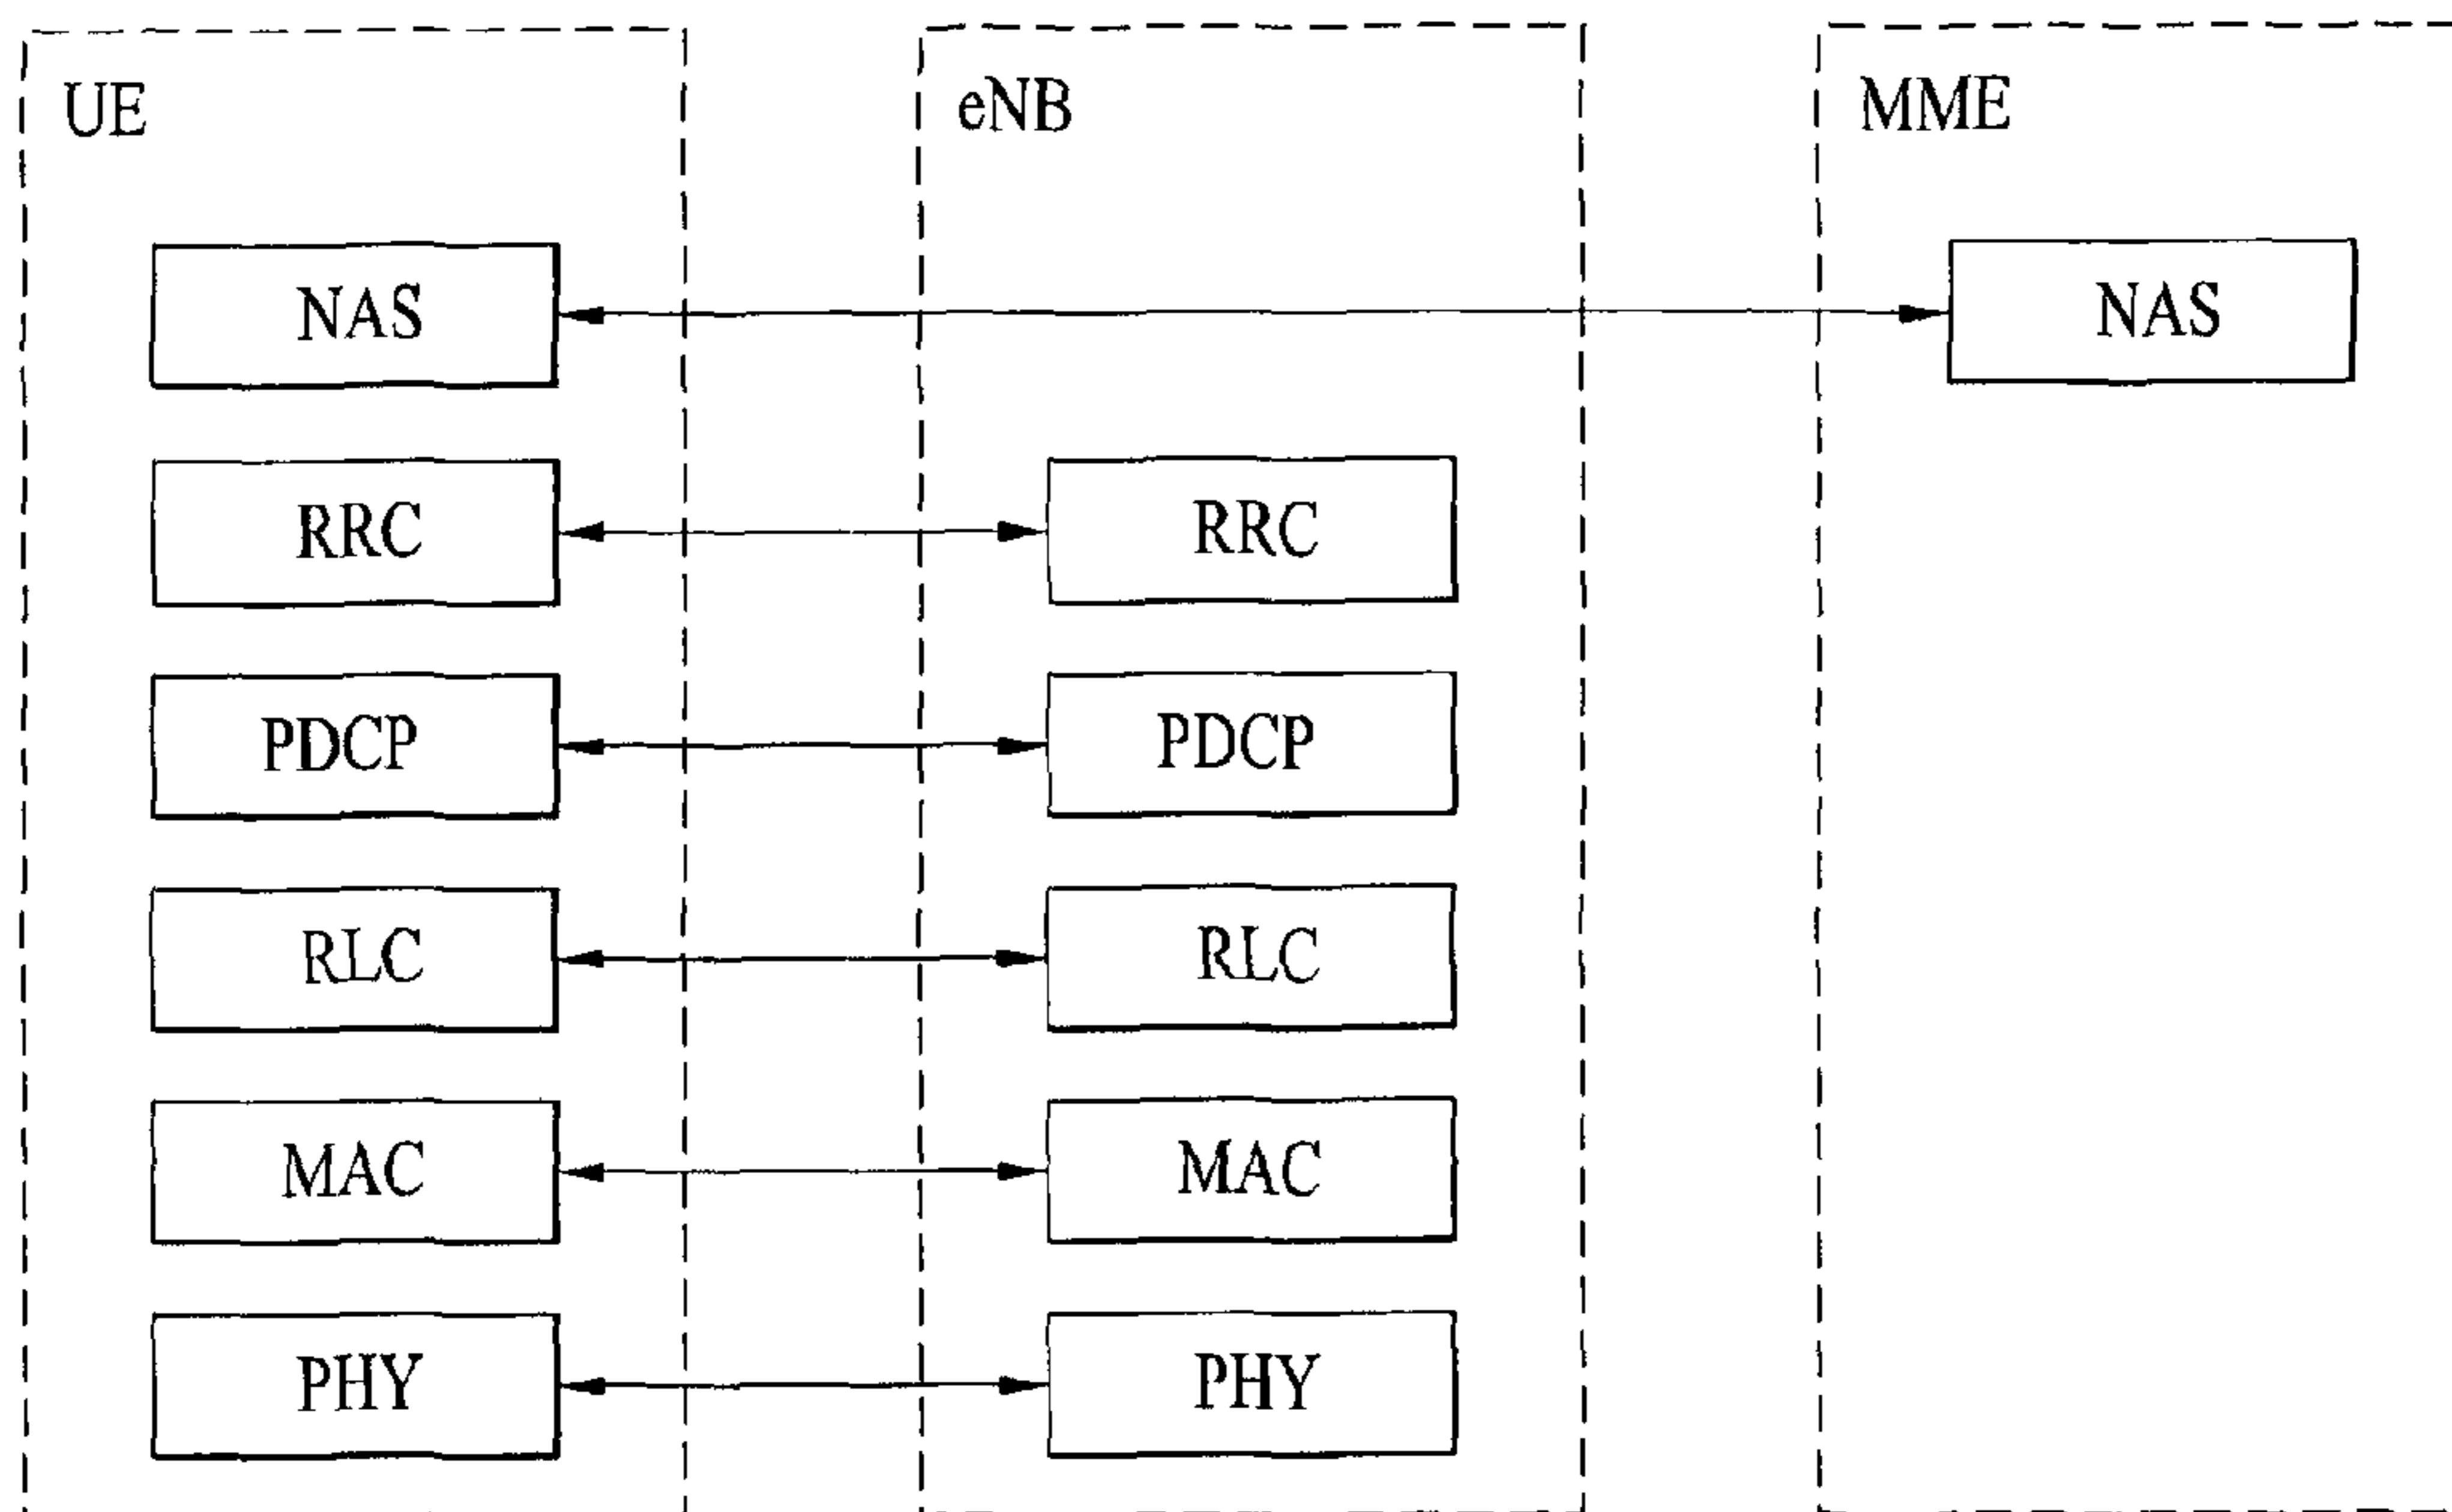 UE
eNB
MME
NAS
NAS
RRC
RRC
PDCP
PDCP
RLC
RLC
MAC
MAC
PHY
PHY